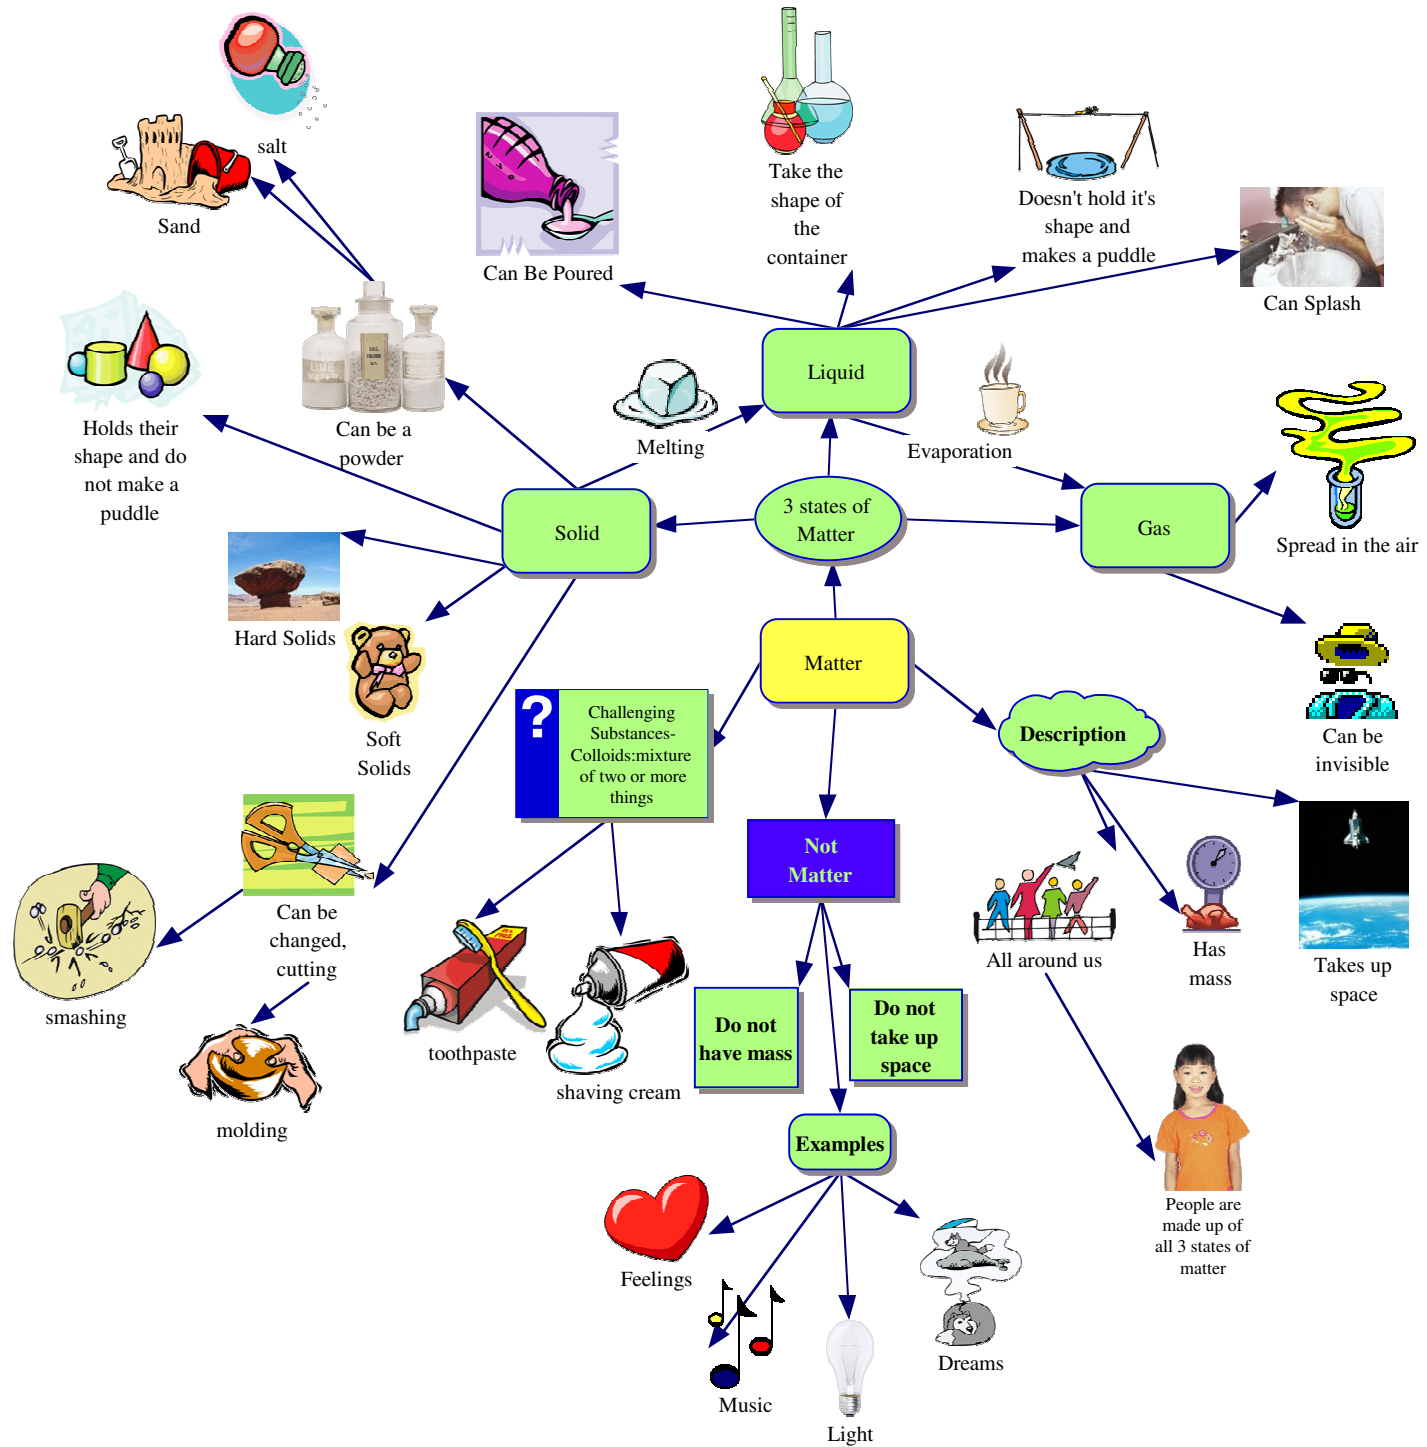 salt
Sand
Can Be Poured
Take the
shape of
the
container
Doesn't hold it's
shape and
makes a puddle
Can Splash
Holds their
shape and do
not make a
puddle
LIME
Can be a
powder
Melting
Liquid
Evaporation
Spread in the air
Solid
3 states of
Matter
Gas
Hard Solids
Soft
Solids
Matter
?
Challenging
Substances-
Colloids:mixture
of two or more
things
Description
Can be
invisible
Not
Matter
Can be
changed,
cutting
smashing
molding
toothpaste
shaving cream
All around us
Has
mass
Takes up
space
Do not
have mass
Do not
take up
space
Examples
People are
made up of
all 3 states of
matter
Feelings
Music
Light
Dreams